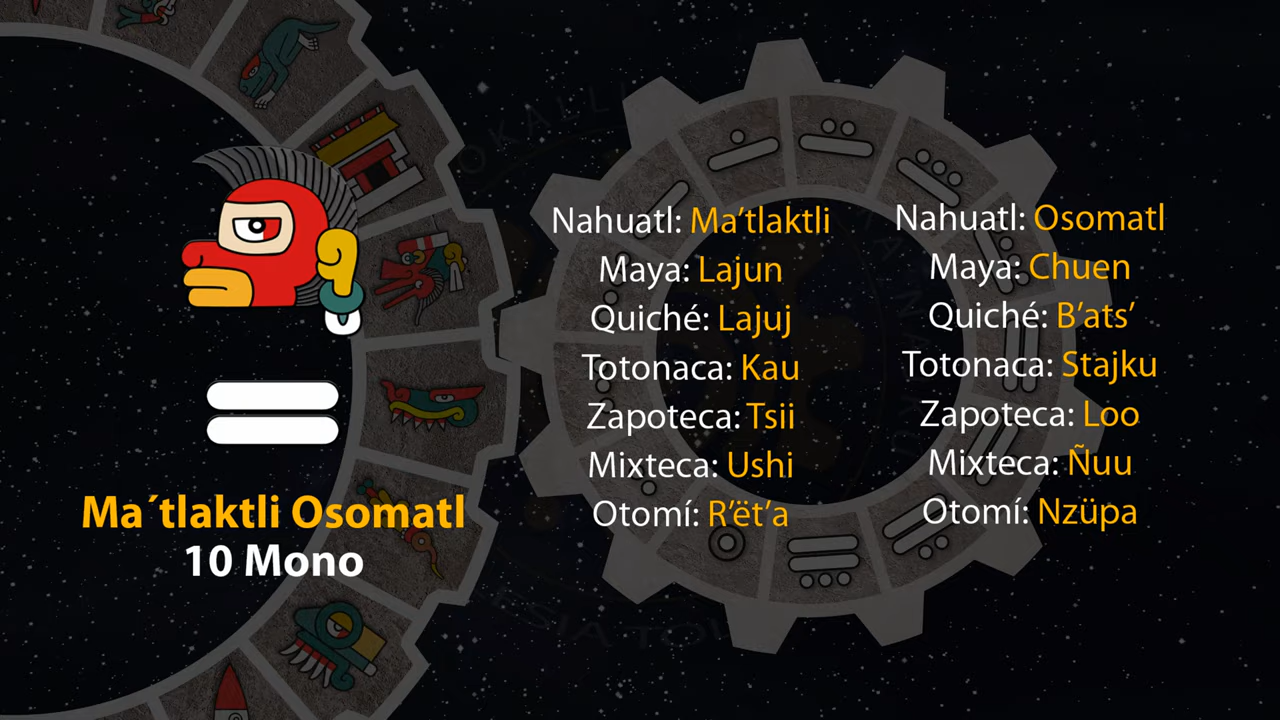 Ma´tlaktli Osomatl
10 Mono
Nahuatl: Ma’tlaktli
Maya: Lajun
Quiché: Lajuj
Totonaca: Kau
Zapoteca: Tsii
Mixteca: Ushi
Otomí: R’ët’a
Nahuatl: Osomatl
Maya: Chuen
Quiché: B’ats’
Totonaca: Stajku
Zapoteca: Loo
Mixteca: Ñuu
Otomí: Nzüpa